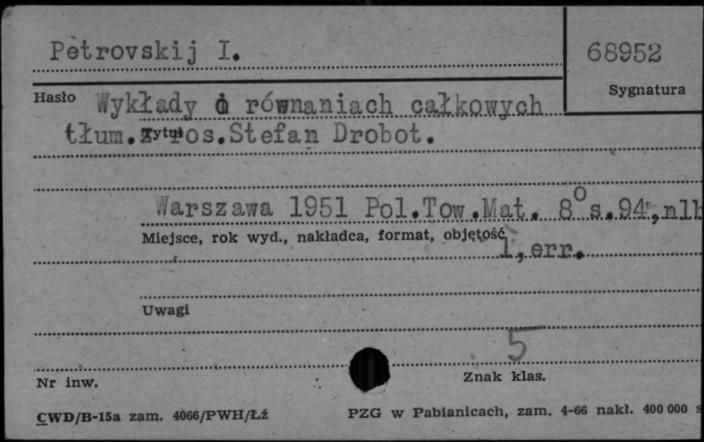 Petrovskij I.
68952
Sygnatura
Hasło Wykłady o równaniach całkowych
tłum.z ros.Stefan Drobot.
Tytuł
Warszawa 1951 Pol.Tow.Mat. 8° s.94,nlb
Miejsce, rok wyd., nakładca, format, objętość
1,err.
Uwagi
5
Nr inw.
Znak klas.
CWD/B-15a zam. 4066/PWH/Łź
PZG w Pabianicach, zam. 4-66 nakł. 400 000 s